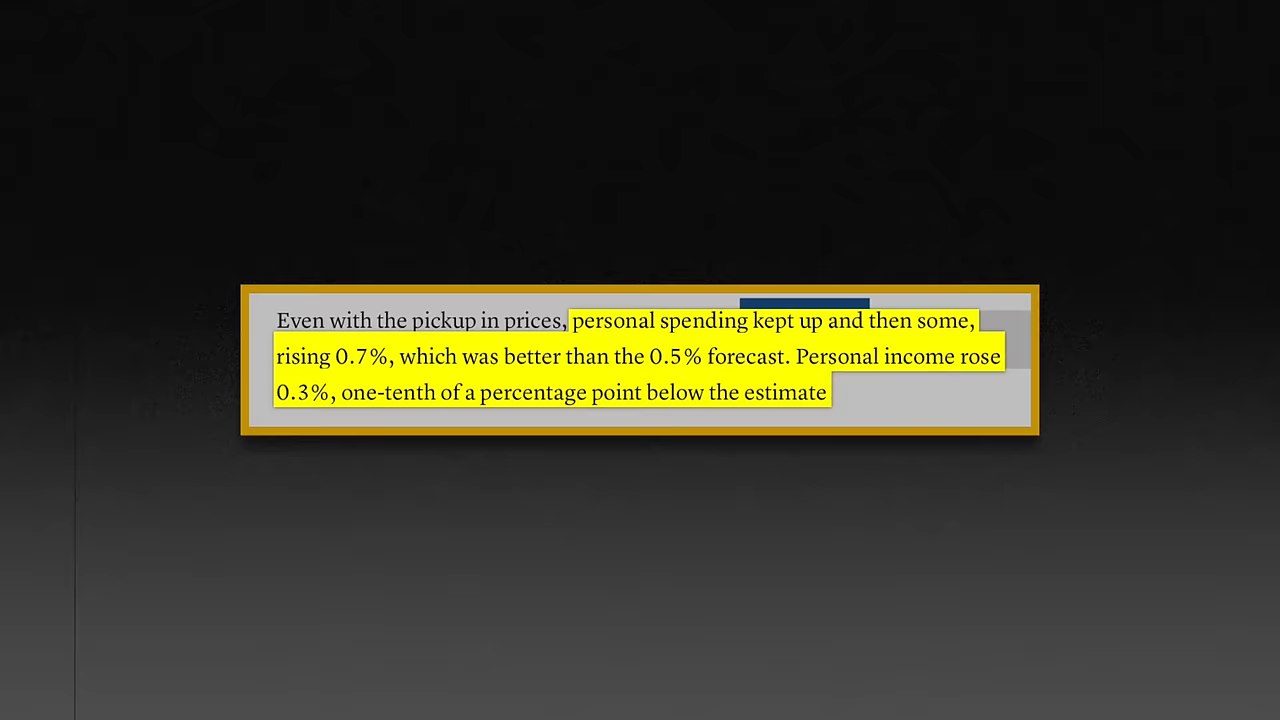 Even with the pickup in prices, personal spending kept up and then some,
rising 0.7%, which was better than the 0.5% forecast. Personal income rose
0.3%, one-tenth of a percentage point below the estimate